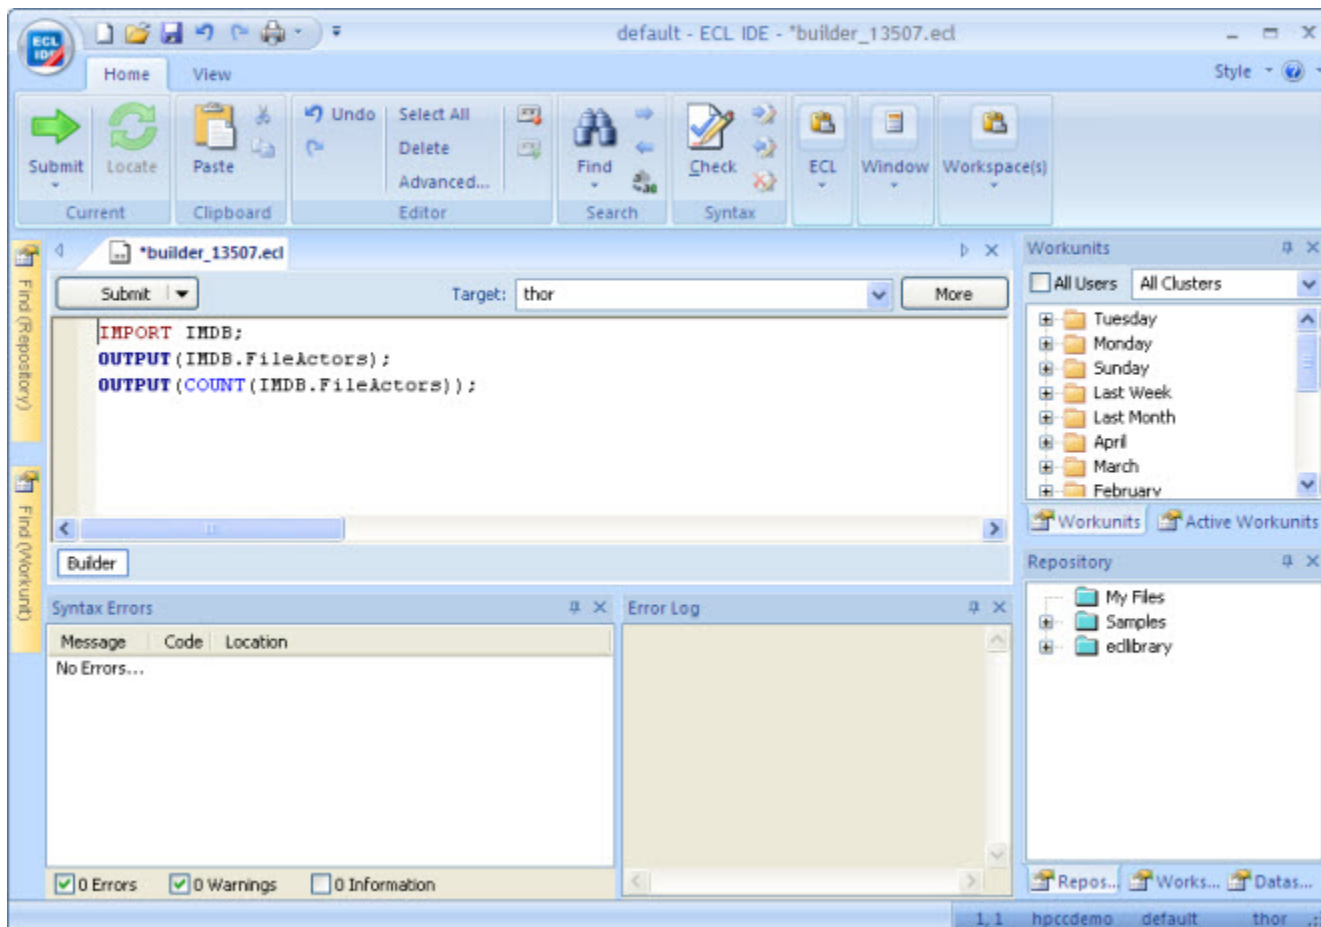 ECL IDE
default - ECL IDE - *builder_13507.ecl
Home View
Style
Submit Locate
Current
Paste
Clipboard
Undo
Select All
Delete
Advanced...
Editor
Find
Search
Check
Syntax
ECL
Window
Workspace(s)
Find (Repository)
Find (Workunit)
*builder_13507.ecl
Submit Target: thor More
IMPORT IMDB;
OUTPUT(IMDB.FileActors);
OUTPUT(COUNT(IMDB.FileActors));
Builder
Syntax Errors
Message Code Location
No Errors...
0 Errors 0 Warnings 0 Information
Error Log
Workunits
All Users All Clusters
Tuesday
Monday
Sunday
Last Week
Last Month
April
March
February
Workunits Active Workunits
Repository
My Files
Samples
eclibrary
Repos... Works... Datas...
1, 1 hpccdemo default thor